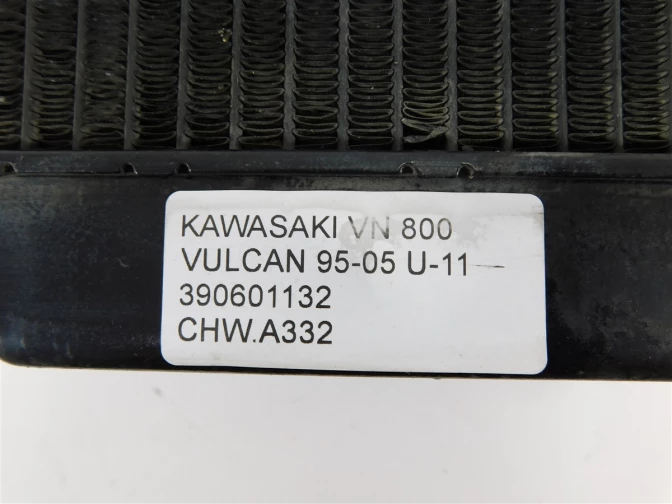 KAWASAKI VN 800
VULCAN 95-05 U-11
390601132
CHW.A332